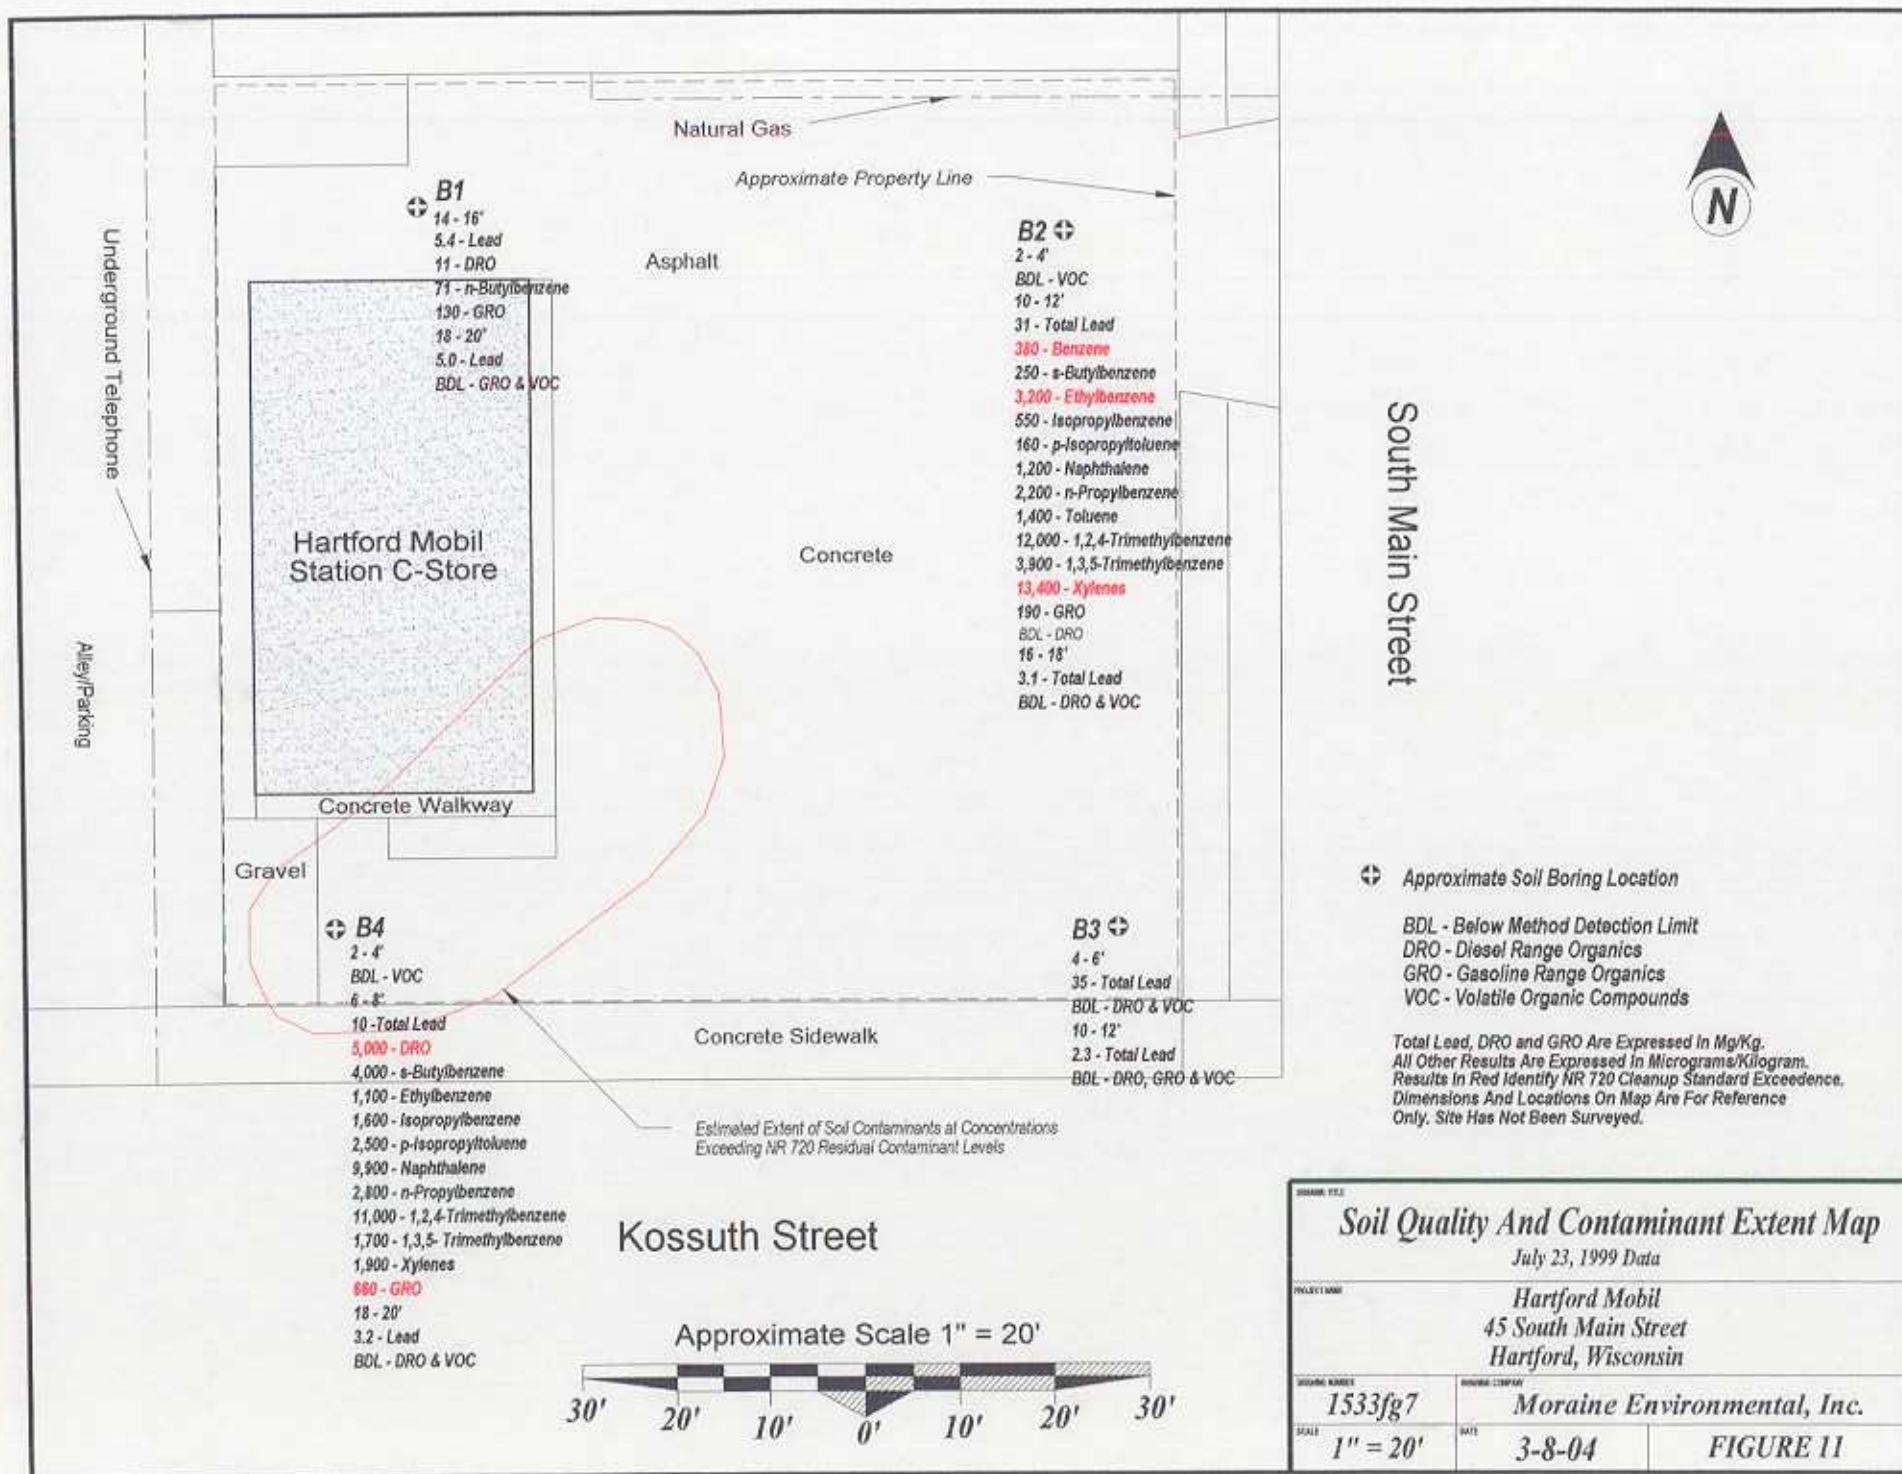 Natural Gas
Approximate Property Line
B1
14 - 16'
5.4 - Lead
11 - DRO
71 - n-Butylbenzene
130 - GRO
18 - 20'
5.0 - Lead
BDL - GRO & VOC
Asphalt
B2
2 - 4'
BDL - VOC
10 - 12'
31 - Total Lead
380 - Benzene
250 - s-Butylbenzene
3,200 - Ethylbenzene
550 - Isopropylbenzene
160 - p-Isopropyltoluene
1,200 - Naphthalene
2,200 - n-Propylbenzene
1,400 - Toluene
12,000 - 1,2,4-Trimethylbenzene
3,900 - 1,3,5-Trimethylbenzene
13,400 - Xylenes
190 - GRO
BDL - DRO
16 - 18'
3.1 - Total Lead
BDL - DRO & VOC
N
Underground Telephone
Alley/Parking
Hartford Mobil
Station C-Store
Concrete
South Main Street
Concrete Walkway
Gravel
B4
2 - 4'
BDL - VOC
6 - 8'
10 -Total Lead
5,000 - DRO
4,000 - s-Butylbenzene
1,100 - Ethylbenzene
1,600 - Isopropylbenzene
2,500 - p-Isopropyltoluene
9,900 - Naphthalene
2,800 - n-Propylbenzene
11,000 - 1,2,4-Trimethylbenzene
1,700 - 1,3,5- Trimethylbenzene
1,900 - Xylenes
660 - GRO
18 - 20'
3.2 - Lead
BDL - DRO & VOC
B3
4 - 6'
35 - Total Lead
BDL - DRO & VOC
10 - 12'
2.3 - Total Lead
BDL - DRO, GRO & VOC
Concrete Sidewalk
Estimated Extent of Soil Contaminants at Concentrations
Exceeding NR 720 Residual Contaminant Levels
Kossuth Street
Approximate Scale 1" = 20'
30' 20' 10' 0' 10' 20' 30'
Approximate Soil Boring Location
BDL - Below Method Detection Limit
DRO - Diesel Range Organics
GRO - Gasoline Range Organics
VOC - Volatile Organic Compounds
Total Lead, DRO and GRO Are Expressed In Mg/Kg.
All Other Results Are Expressed In Micrograms/Kilogram.
Results In Red Identify NR 720 Cleanup Standard Exceedence.
Dimensions And Locations On Map Are For Reference
Only. Site Has Not Been Surveyed.
DRAWING TITLE
Soil Quality And Contaminant Extent Map
July 23, 1999 Data
PROJECT NAME
Hartford Mobil
45 South Main Street
Hartford, Wisconsin
DRAWING NUMBER
1533fg7
Moraine Environmental, Inc.
SCALE
1" = 20'
DATE
3-8-04
FIGURE 11